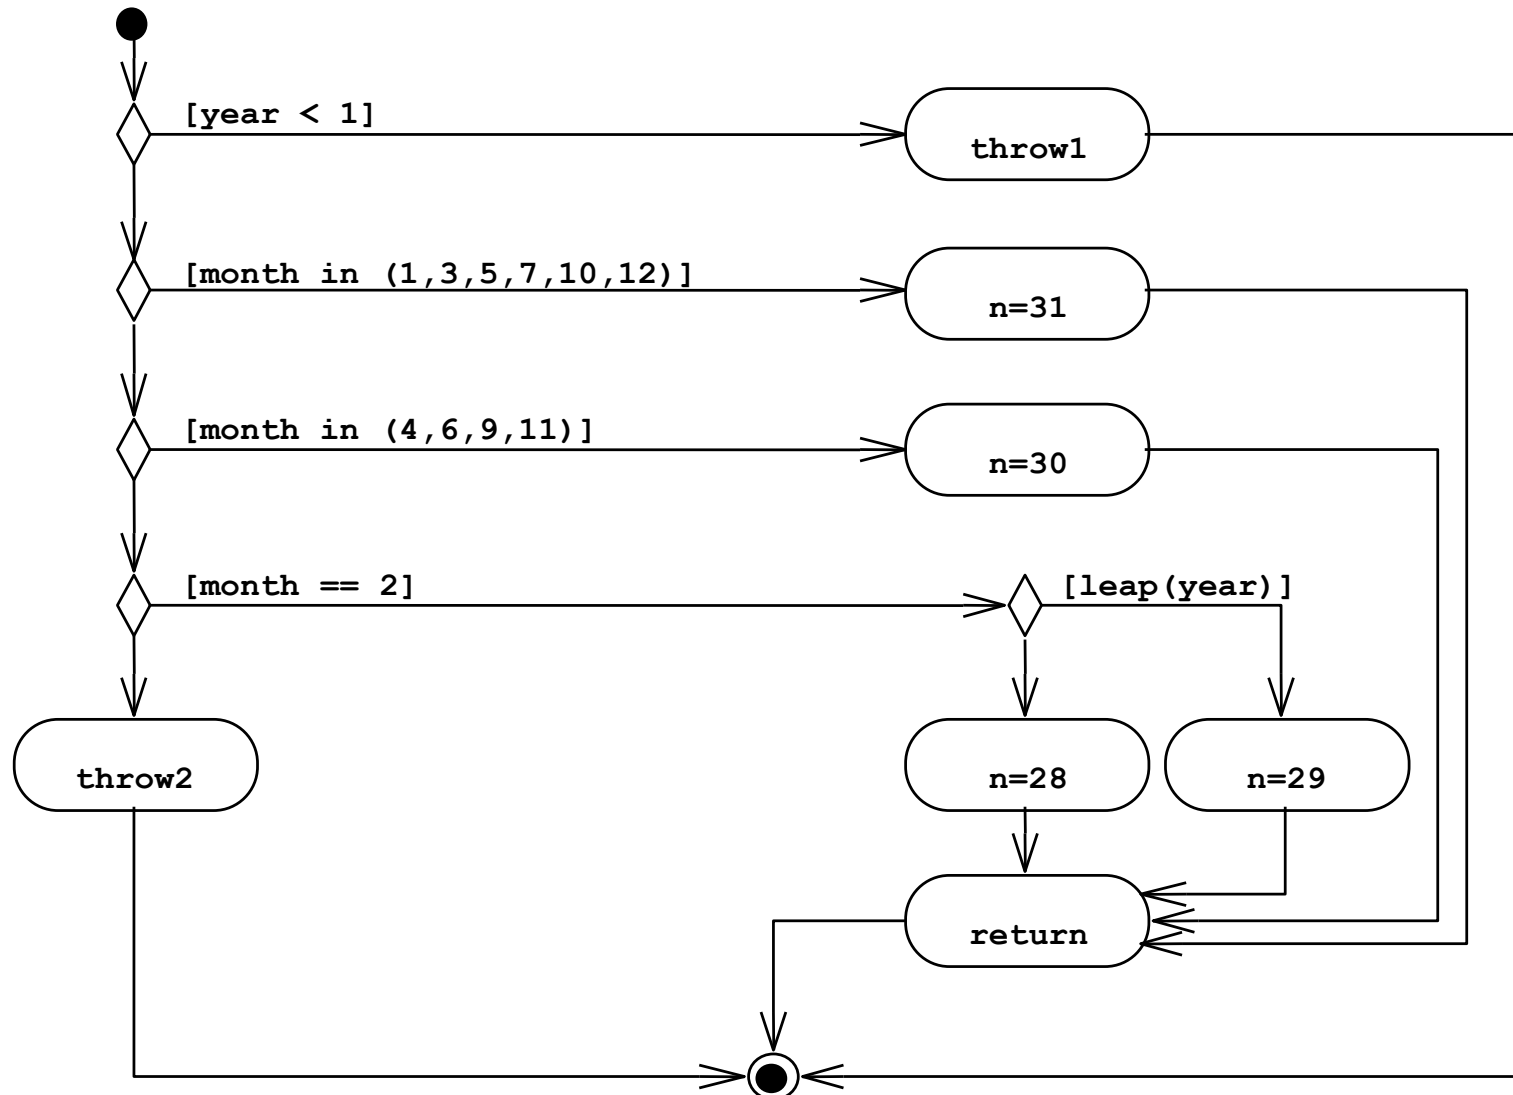 [year < 1]
throw1
[month in (1,3,5,7,10,12)]
n=31
[month in (4,6,9,11)]
n=30
[month == 2]
[leap(year)]
throw2
n=28
n=29
return